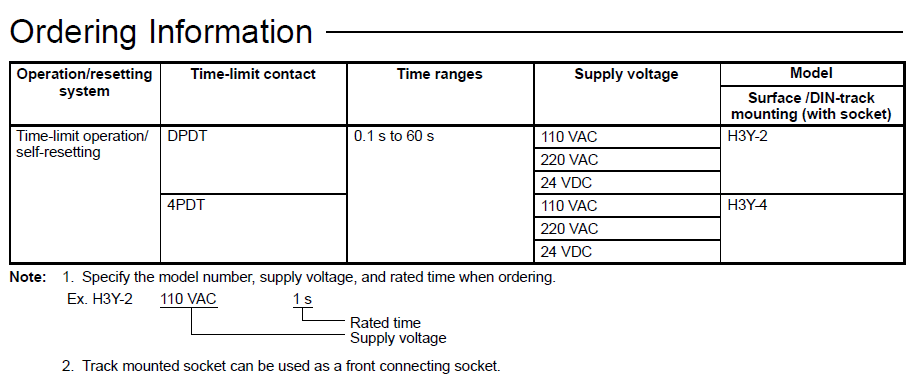 Ordering Information
Operation/resetting system
Time-limit contact
Time ranges
Supply voltage
Model
Surface /DIN-track
mounting (with socket)
Time-limit operation/
self-resetting
DPDT
0.1 s to 60 s
110 VAC
H3Y-2
220 VAC
24 VDC
4PDT
110 VAC
H3Y-4
220 VAC
24 VDC
Note: 1. Specify the model number, supply voltage, and rated time when ordering.
Ex. H3Y-2 110 VAC 1 s
Rated time
Supply voltage
2. Track mounted socket can be used as a front connecting socket.